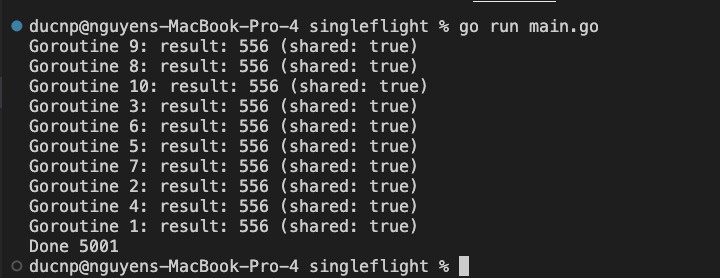 ducnp@nguyens-MacBook-Pro-4 singleflight % go run main.go
Goroutine 9: result: 556 (shared: true)
Goroutine 8: result: 556 (shared: true)
Goroutine 10: result: 556 (shared: true)
Goroutine 3: result: 556 (shared: true)
Goroutine 6: result: 556 (shared: true)
Goroutine 5: result: 556 (shared: true)
Goroutine 7: result: 556 (shared: true)
Goroutine 2: result: 556 (shared: true)
Goroutine 4: result: 556 (shared: true)
Goroutine 1: result: 556 (shared: true)
Done 5001
ducnp@nguyens-MacBook-Pro-4 singleflight %